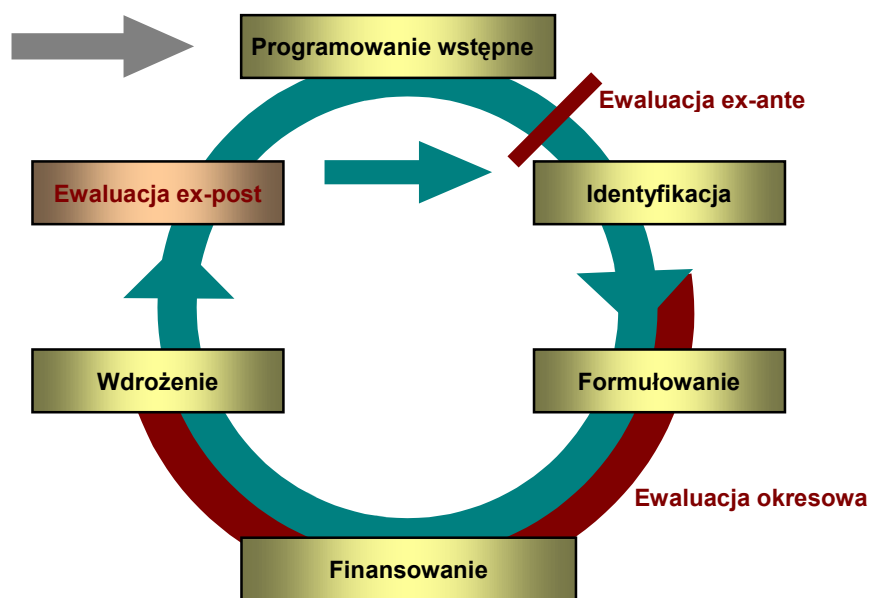 Programowanie wstępne
Ewaluacja ex-ante
Ewaluacja ex-post
Identyfikacja
Wdrożenie
Formułowanie
Ewaluacja okresowa
Finansowanie